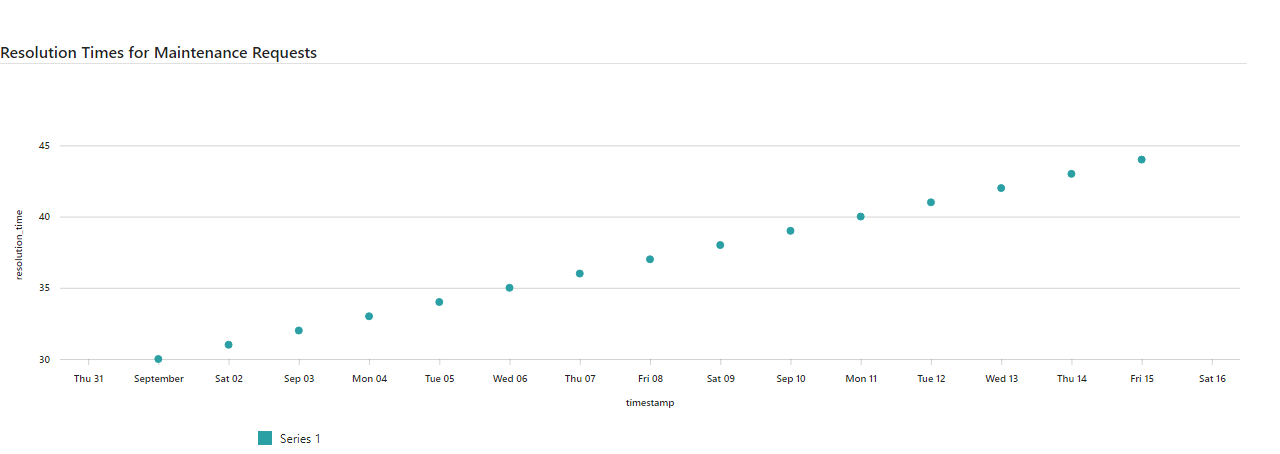 Resolution Times for Maintenance Requests
45
40
35
30
resolution_time
Thu 31 September Sat 02 Sep 03 Mon 04 Tue 05 Wed 06 Thu 07 Fri 08 Sat 09 Sep 10 Mon 11 Tue 12 Wed 13 Thu 14 Fri 15 Sat 16
timestamp
Series 1